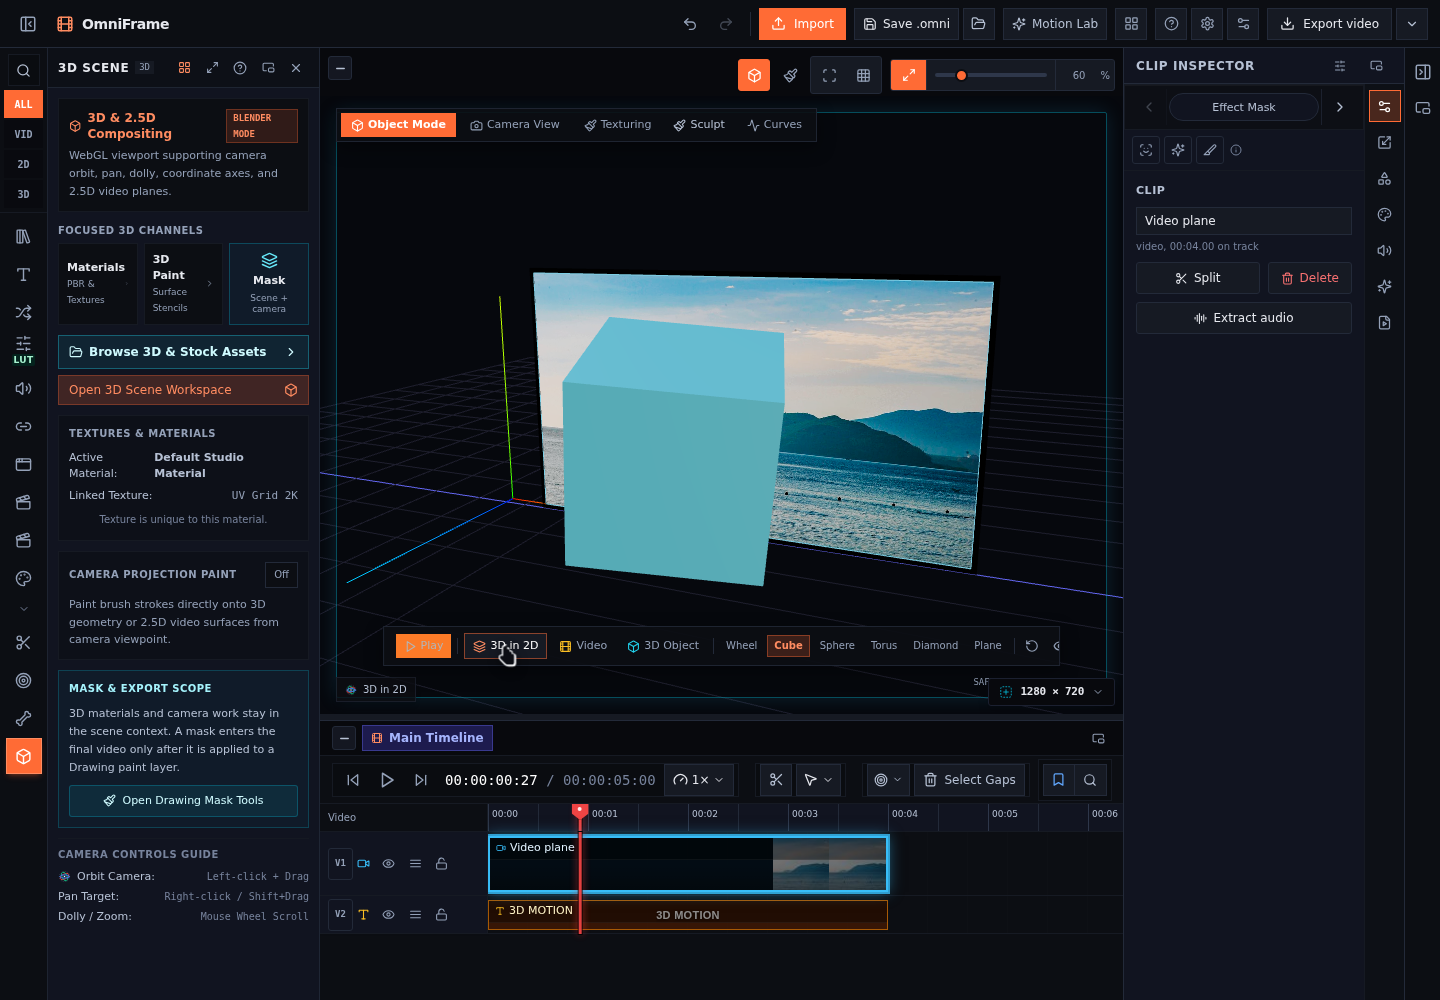 OmniFrame
Import
Save .omni
Motion Lab
Export video
3D SCENE 3D
ALL
VID
2D
3D
LUT
3D & 2.5D Compositing
BLENDER MODE
WebGL viewport supporting camera
orbit, pan, dolly, coordinate axes, and
2.5D video planes.
FOCUSED 3D CHANNELS
Materials
PBR &
Textures
3D
Paint
Surface
Stencils
Mask
Scene +
camera
Browse 3D & Stock Assets
Open 3D Scene Workspace
TEXTURES & MATERIALS
Active Material: Default Studio Material
Linked Texture: UV Grid 2K
Texture is unique to this material.
CAMERA PROJECTION PAINT Off
Paint brush strokes directly onto 3D
geometry or 2.5D video surfaces from
camera viewpoint.
MASK & EXPORT SCOPE
3D materials and camera work stay in
the scene context. A mask enters the
final video only after it is applied to a
Drawing paint layer.
Open Drawing Mask Tools
CAMERA CONTROLS GUIDE
Orbit Camera: Left-click + Drag
Pan Target: Right-click / Shift+Drag
Dolly / Zoom: Mouse Wheel Scroll
60 %
Object Mode Camera View Texturing Sculpt Curves
Play 3D in 2D Video 3D Object Wheel Cube Sphere Torus Diamond Plane
3D in 2D
SAF
1280 × 720
Main Timeline
00:00:00:27 / 00:00:05:00
1×
Select Gaps
Video
00:00 00:01 00:02 00:03 00:04 00:05 00:06
V1
Video plane
V2
3D MOTION
3D MOTION
CLIP INSPECTOR
Effect Mask
CLIP
Video plane
video, 00:04.00 on track
Split
Delete
Extract audio